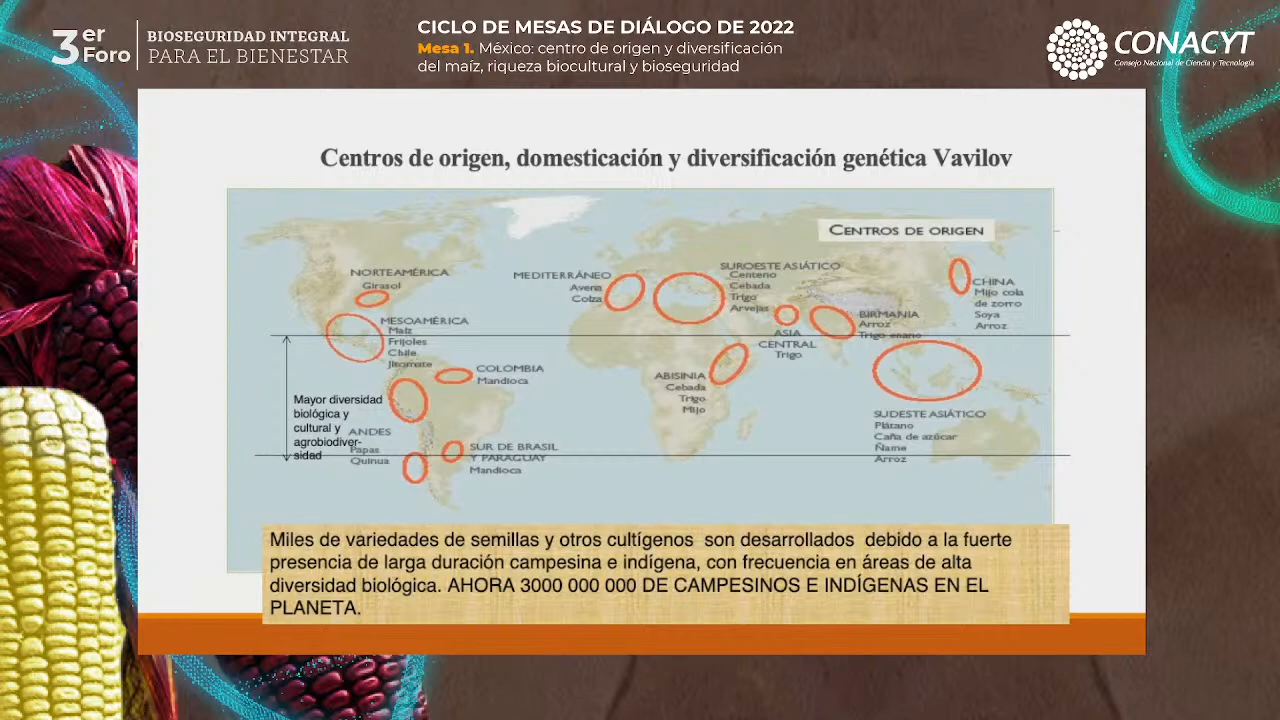 3er Foro
BIOSEGURIDAD INTEGRAL
PARA EL BIENESTAR
CICLO DE MESAS DE DIÁLOGO DE 2022
Mesa 1. México: centro de origen y diversificación
del maíz, riqueza biocultural y bioseguridad
CONACYT
Consejo Nacional de Ciencia y Tecnología
Centros de origen, domesticación y diversificación genética Vavilov
CENTROS DE ORIGEN
NORTEAMÉRICA
Girasol
MESOAMÉRICA
Maíz
Frijoles
Chile
Jitomate
COLOMBIA
Mandioca
Mayor diversidad
biológica y
cultural y
agrobiodiver-
sidad
ANDES
Papas
Quinua
SUR DE BRASIL
Y PARAGUAY
Mandioca
MEDITERRÁNEO
Avena
Colza
SUROESTE ASIÁTICO
Centeno
Cebada
Trigo
Arvejas
ABISINIA
Cebada
Trigo
Mijo
ASIA
CENTRAL
Trigo
BIRMANIA
Arroz
Trigo enano
CHINA
Mijo cola
de zorro
Soya
Arroz
SUDESTE ASIÁTICO
Plátano
Caña de azúcar
Ñame
Arroz
Miles de variedades de semillas y otros cultígenos son desarrollados debido a la fuerte
presencia de larga duración campesina e indígena, con frecuencia en áreas de alta
diversidad biológica. AHORA 3000 000 000 DE CAMPESINOS E INDÍGENAS EN EL
PLANETA.